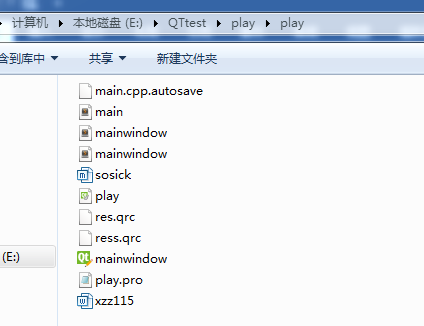 计算机 本地磁盘 (E:) QTtest play play
含到库中 共享 新建文件夹
main.cpp.autosave
main
mainwindow
mainwindow
sosick
play
res.qrc
ress.qrc
(E:)
mainwindow
play.pro
xzz115